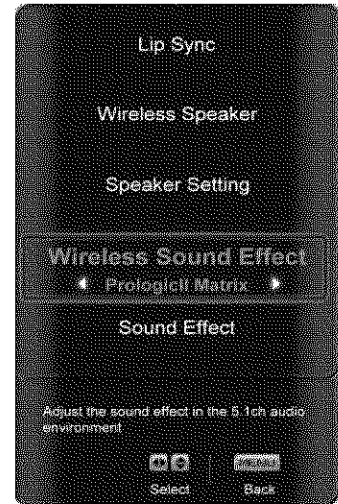 Lip Sync
Wireless Speaker
Speaker Setting
Wireless Sound Effect
PrologicII Matrix
Sound Effect
Adjust the sound effect in the 5.1ch audio
environment
Select Back